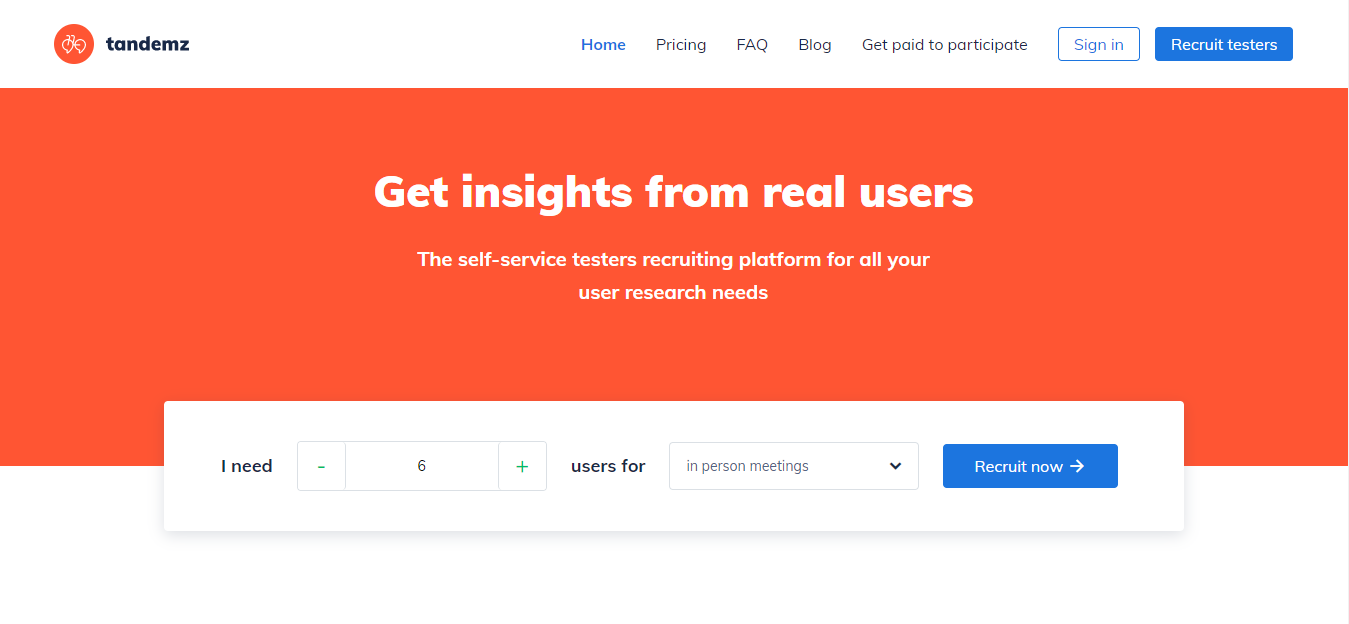 tandemz
Home Pricing FAQ Blog Get paid to participate Sign in Recruit testers
Get insights from real users
The self-service testers recruiting platform for all your
user research needs
I need - 6 + users for in person meetings Recruit now →